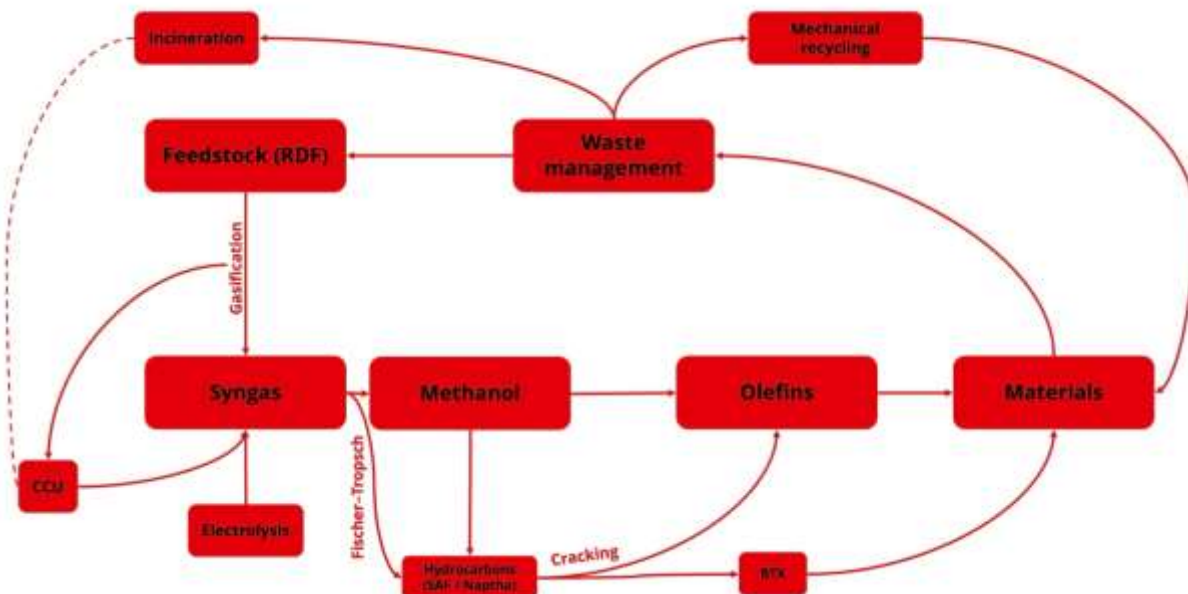 Incineration
Mechanical
recycling
Feedstock (RDF)
Waste
management
Gasification
Syngas
Methanol
Olefins
Materials
CCU
Electrolysis
Fischer–Tropsch
Cracking
Hydrocarbons
(SAF / Naptha)
BTX